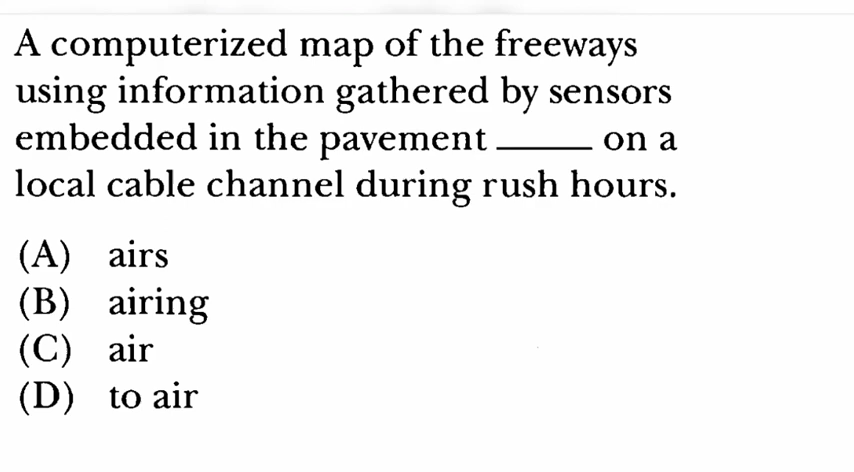 A computerized map of the freeways
using information gathered by sensors
embedded in the pavement _____ on a
local cable channel during rush hours.
(A) airs
(B) airing
(C) air
(D) to air